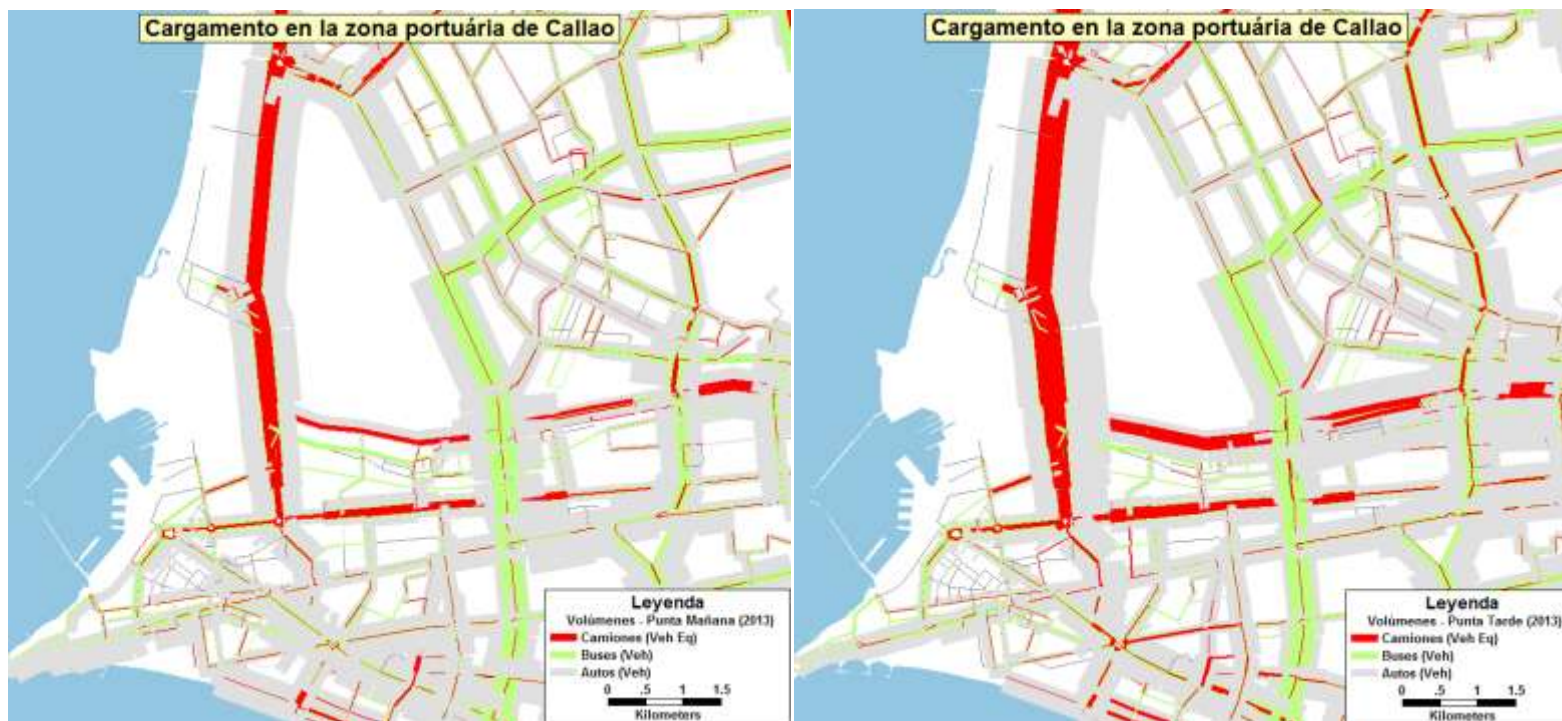 Cargamento en la zona portuária de Callao
Leyenda
Volúmenes - Punta Mañana (2013)
Camiones (Veh Eq)
Buses (Veh)
Autos (Veh)
0 .5 1 1.5
Kilometers
Cargamento en la zona portuária de Callao
Leyenda
Volúmenes - Punta Tarde (2013)
Camiones (Veh Eq)
Buses (Veh)
Autos (Veh)
0 .5 1 1.5
Kilometers